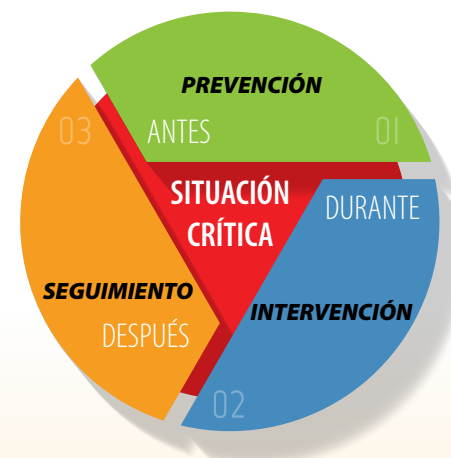 PREVENCIÓN
ANTES
01
SITUACIÓN
CRÍTICA
DURANTE
INTERVENCIÓN
02
03
SEGUIMIENTO
DESPUÉS